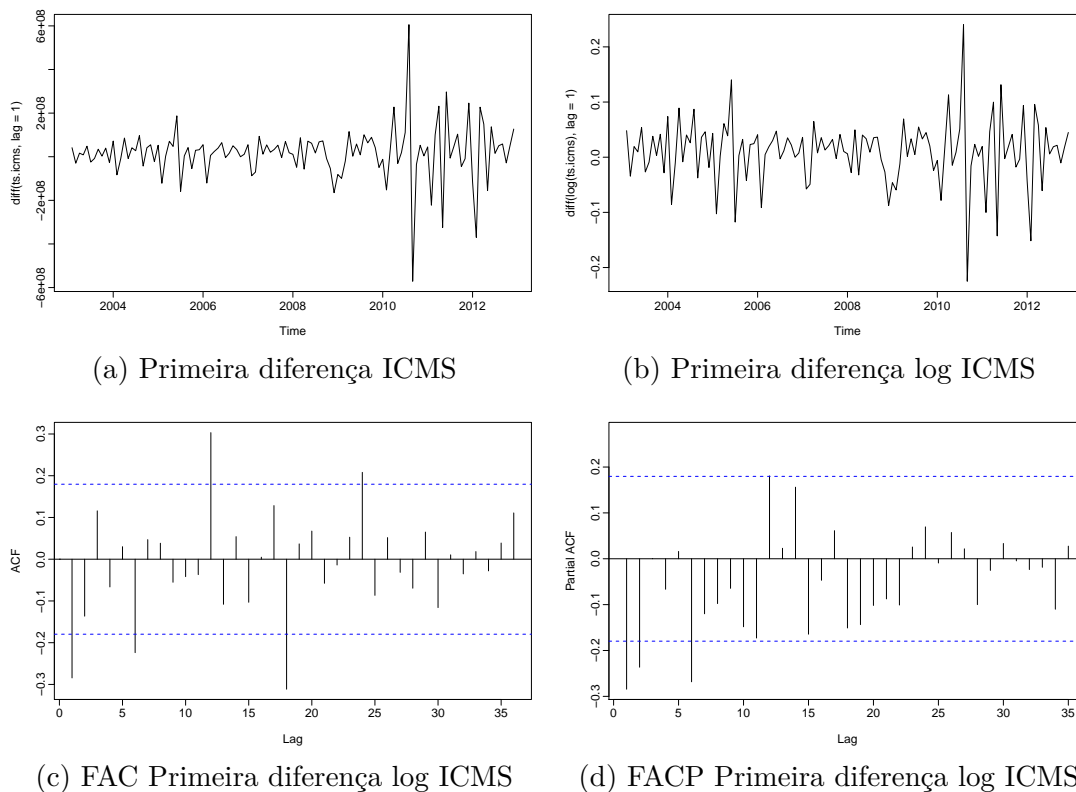 diff(ts.icms, lag = 1)
6e+08
2e+08
−2e+08
−6e+08
2004 2006 2008 2010 2012
Time
(a) Primeira diferença ICMS
diff(log(ts.icms), lag = 1)
0.2
0.1
0.0
−0.1
−0.2
2004 2006 2008 2010 2012
Time
(b) Primeira diferença log ICMS
ACF
0.3
0.2
0.1
0.0
−0.1
−0.2
−0.3
0 5 10 15 20 25 30 35
Lag
(c) FAC Primeira diferença log ICMS
Partial ACF
0.2
0.1
0.0
−0.1
−0.2
−0.3
0 5 10 15 20 25 30 35
Lag
(d) FACP Primeira diferença log ICMS